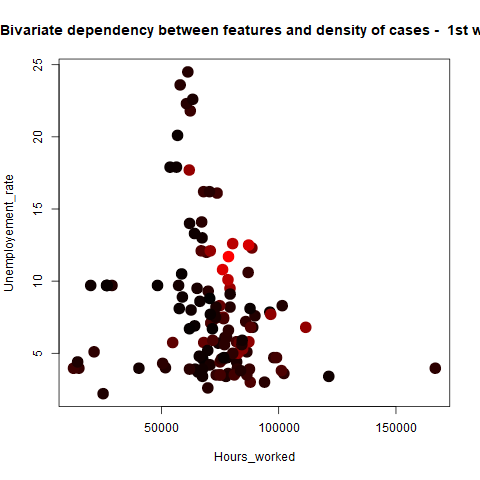 Bivariate dependency between features and density of cases - 1st w
25
20
15
10
5
Unemployement_rate
50000
100000
150000
Hours_worked